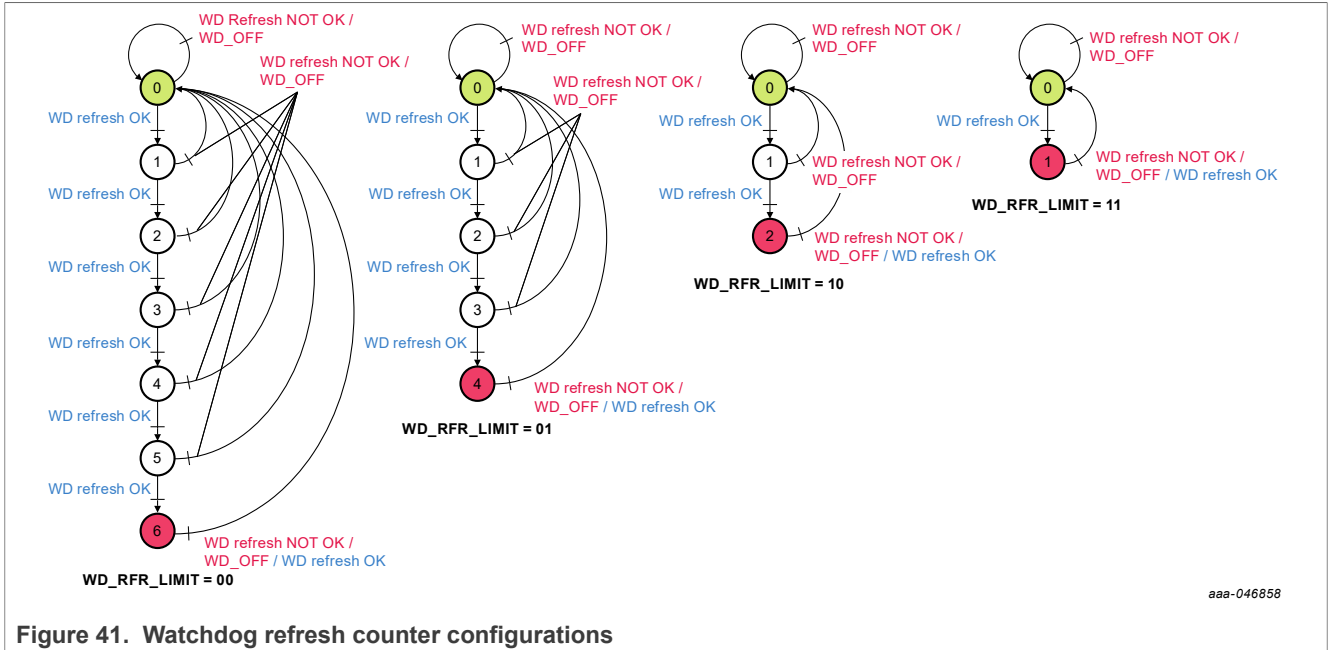 WD Refresh NOT OK /
WD_OFF
WD refresh NOT OK /
WD_OFF
0
WD refresh OK
1
WD refresh OK
2
WD refresh OK
3
WD refresh OK
4
WD refresh OK
5
WD refresh OK
6
WD refresh NOT OK /
WD_OFF / WD refresh OK
WD_RFR_LIMIT = 00
WD refresh NOT OK /
WD_OFF
WD refresh NOT OK /
WD_OFF
0
WD refresh OK
1
WD refresh OK
2
WD refresh OK
3
WD refresh OK
4
WD refresh NOT OK /
WD_OFF / WD refresh OK
WD_RFR_LIMIT = 01
WD refresh NOT OK /
WD_OFF
0
WD refresh OK
1
WD refresh NOT OK /
WD_OFF
WD refresh OK
2
WD refresh NOT OK /
WD_OFF / WD refresh OK
WD_RFR_LIMIT = 10
WD refresh NOT OK /
WD_OFF
0
WD refresh OK
1
WD refresh NOT OK /
WD_OFF / WD refresh OK
WD_RFR_LIMIT = 11
aaa-046858
Figure 41. Watchdog refresh counter configurations